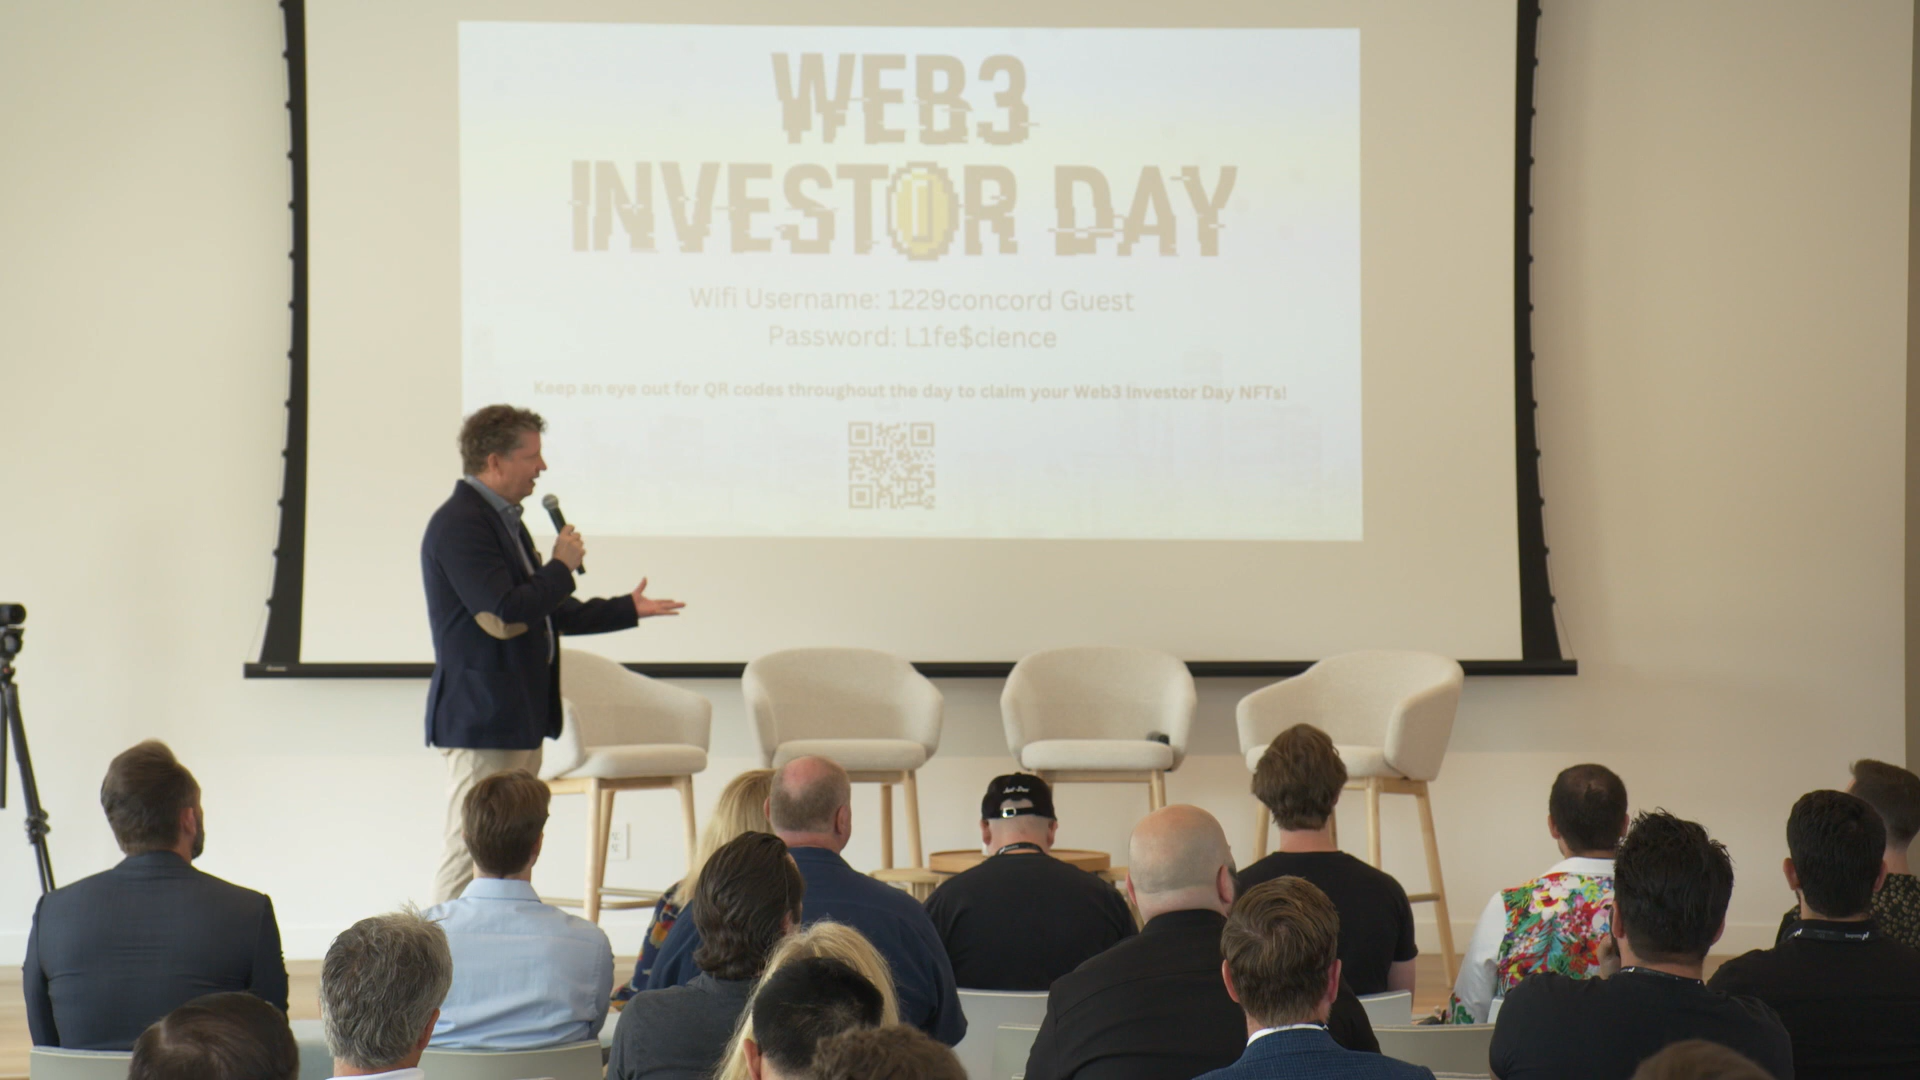 WEB3
INVESTOR DAY
Wifi Username: 1229concord Guest
Password: L1fe$cience
Keep an eye out for QR codes throughout the day to claim your Web3 Investor Day NFTs!